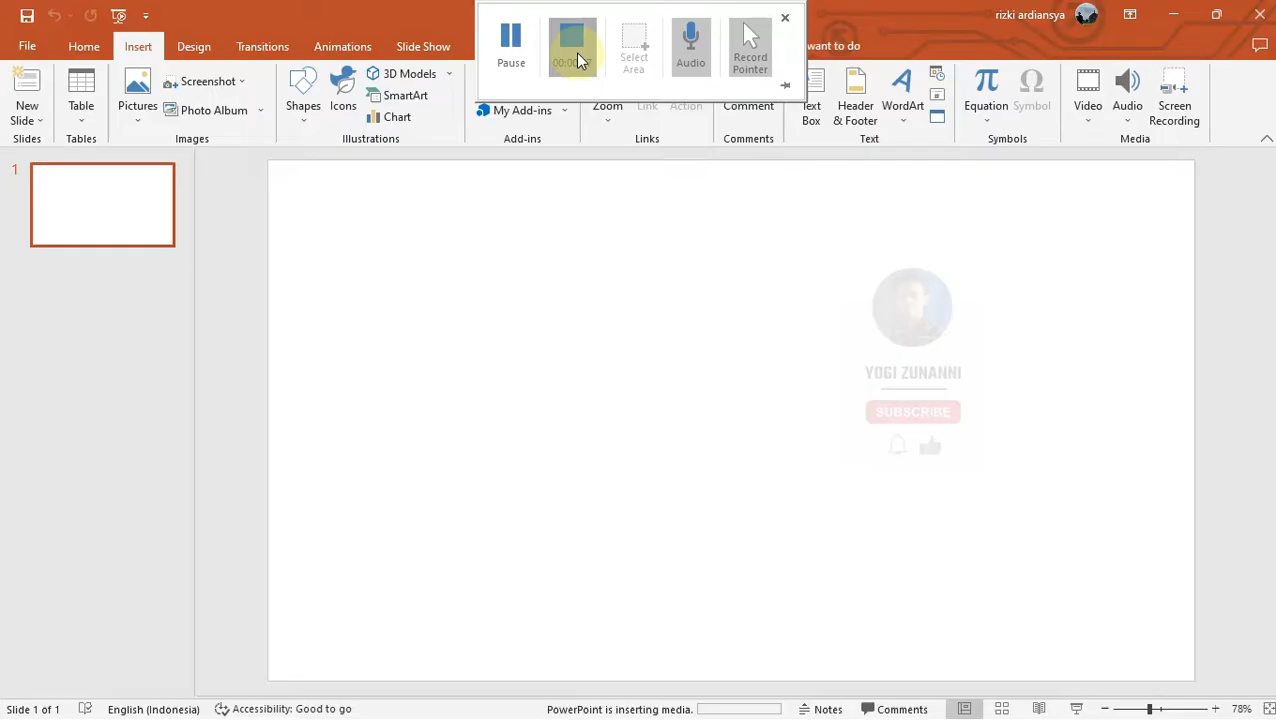 rizki ardiansya
File Home Insert Design Transitions Animations Slide Show want to do
Pause
Select
Area
Audio
Record
Pointer
New
Slide
Table
Pictures
Screenshot
Photo Album
Shapes
Icons
3D Models
SmartArt
Chart
My Add-ins
Zoom
Link
Action
Comment
Text
Box
Header
& Footer
WordArt
Equation
Symbol
Video
Audio
Screen
Recording
Slides Tables Images Illustrations Add-ins Links Comments Text Symbols Media
1
YOGI ZUNANNI
SUBSCRIBE
Slide 1 of 1 English (Indonesia) Accessibility: Good to go PowerPoint is inserting media. Notes Comments 78%